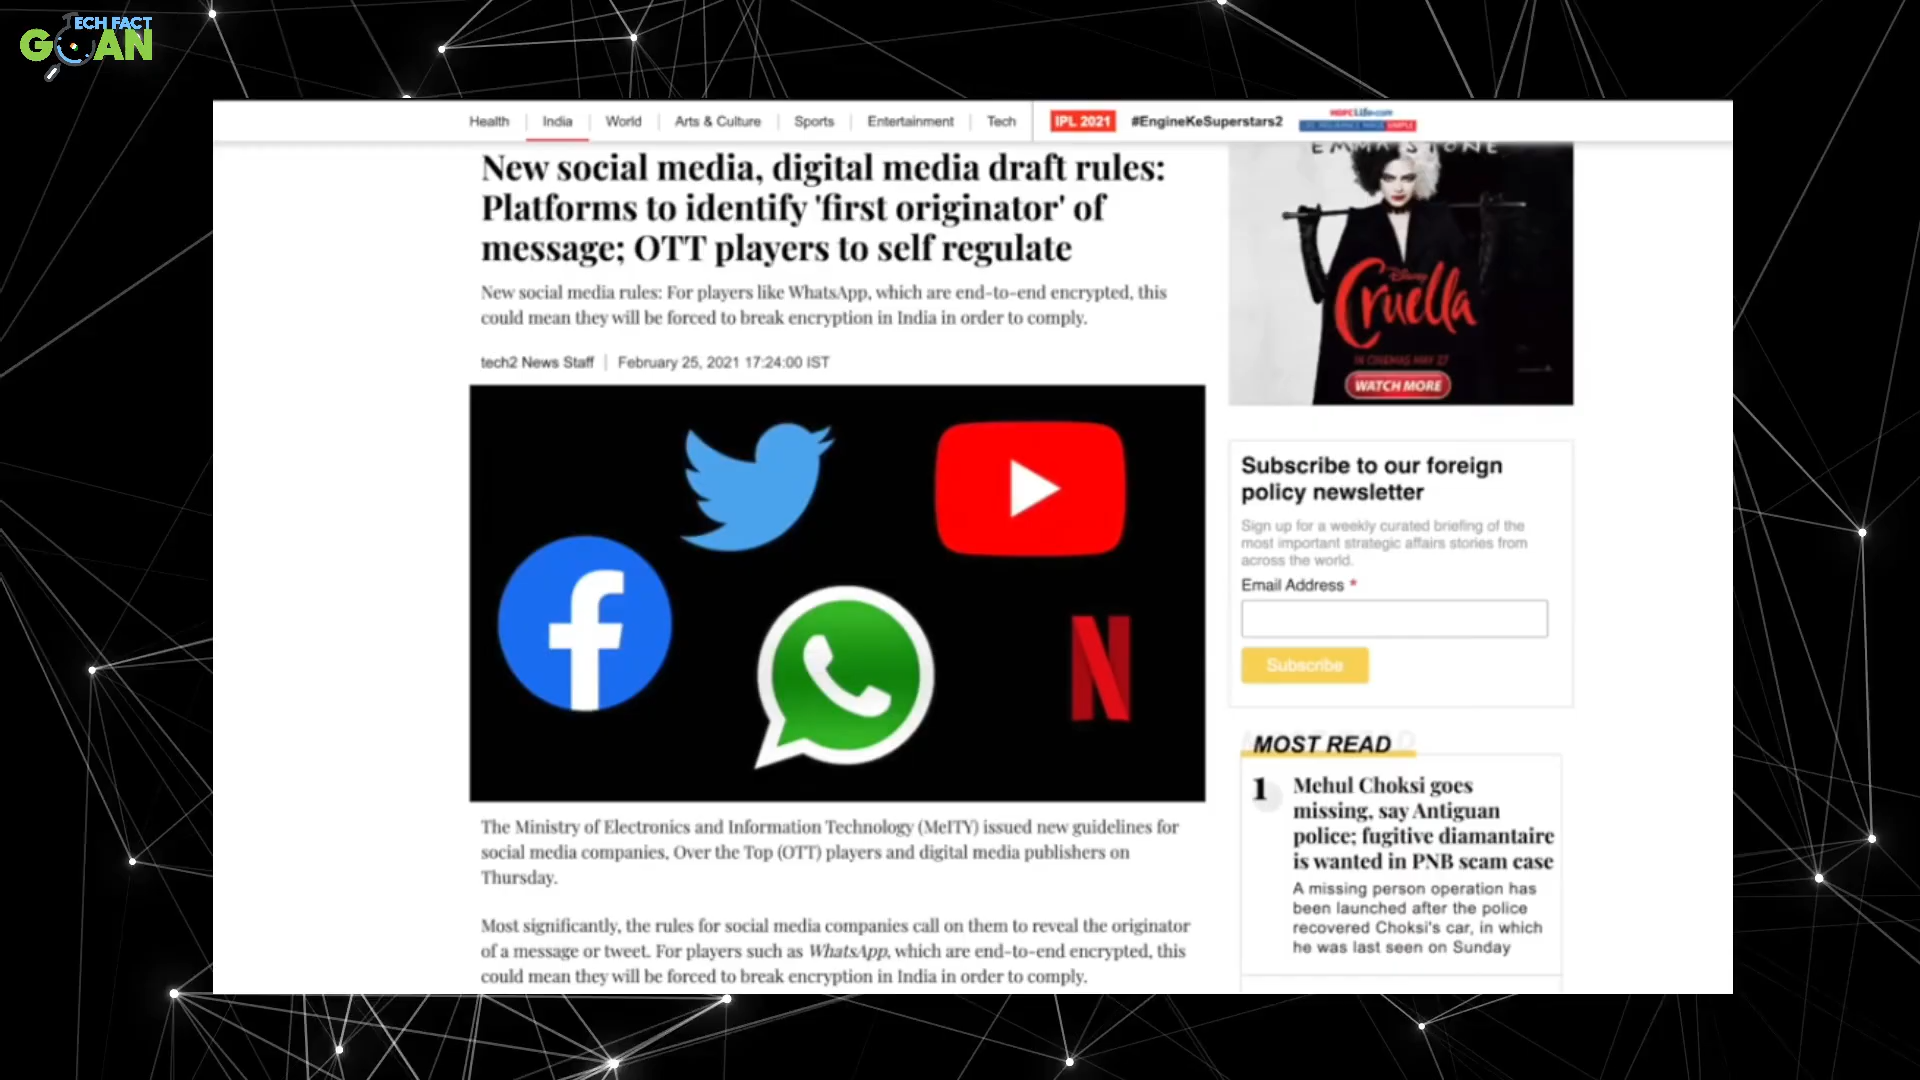 TECH FACT
GOAN
Health
India
World
Arts & Culture
Sports
Entertainment
Tech
IPL 2021
#EngineKeSuperstars2
HDFCLife.com
New social media, digital media draft rules:
Platforms to identify 'first originator' of
message; OTT players to self regulate
New social media rules: For players like WhatsApp, which are end-to-end encrypted, this
could mean they will be forced to break encryption in India in order to comply.
tech2 News Staff | February 25, 2021 17:24:00 IST
The Ministry of Electronics and Information Technology (MeITY) issued new guidelines for
social media companies, Over the Top (OTT) players and digital media publishers on
Thursday.
Most significantly, the rules for social media companies call on them to reveal the originator
of a message or tweet. For players such as WhatsApp, which are end-to-end encrypted, this
could mean they will be forced to break encryption in India in order to comply.
EMMA STONE
Disney
Cruella
IN CINEMAS MAY 27
WATCH MORE
Subscribe to our foreign
policy newsletter
Sign up for a weekly curated briefing of the
most important strategic affairs stories from
across the world.
Email Address *
Subscribe
MOST READ
1
Mehul Choksi goes
missing, say Antiguan
police; fugitive diamantaire
is wanted in PNB scam case
A missing person operation has
been launched after the police
recovered Choksi's car, in which
he was last seen on Sunday